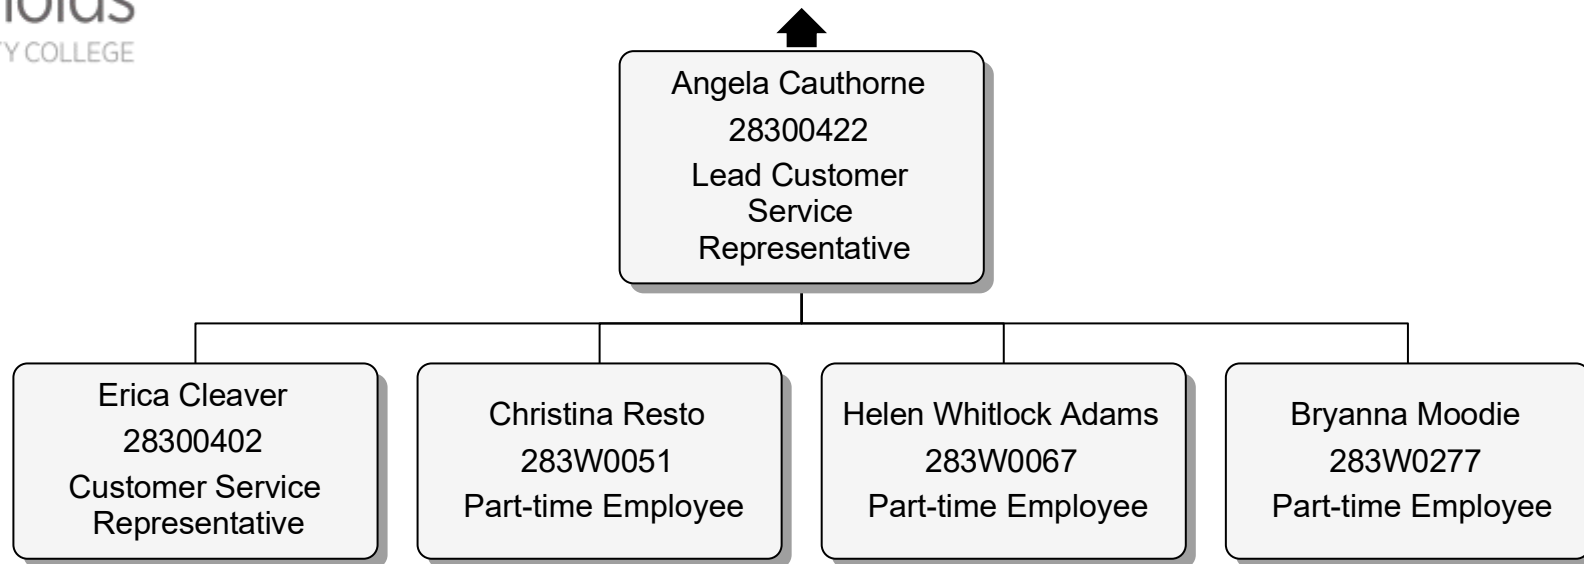 COLLEGE
Angela Cauthorne
28300422
Lead Customer
Service
Representative
Erica Cleaver
28300402
Customer Service
Representative
Christina Resto
283W0051
Part-time Employee
Helen Whitlock Adams
283W0067
Part-time Employee
Bryanna Moodie
283W0277
Part-time Employee